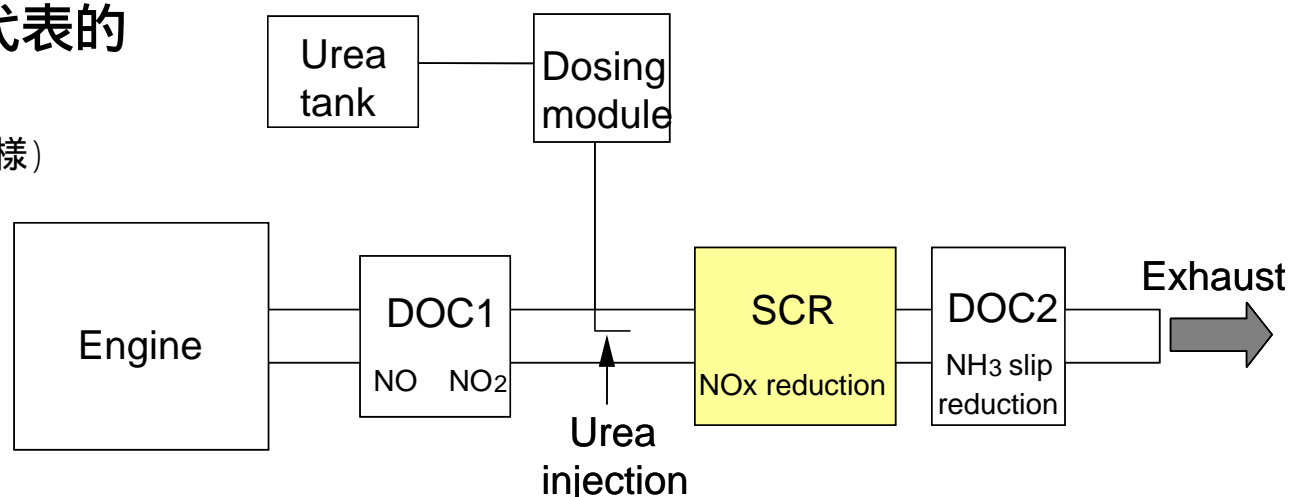 代表的
様）
Urea
tank
Dosing
module
Engine
DOC1
NO NO2
Urea
injection
SCR
NOx reduction
DOC2
NH3 slip
reduction
Exhaust